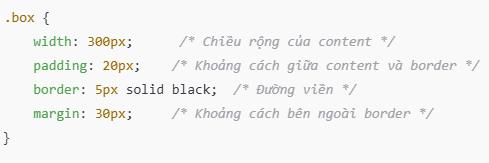 .box {
    width: 300px;      /* Chiều rộng của content */
    padding: 20px;    /* Khoảng cách giữa content và border */
    border: 5px solid black;  /* Đường viền */
    margin: 30px;     /* Khoảng cách bên ngoài border */
}